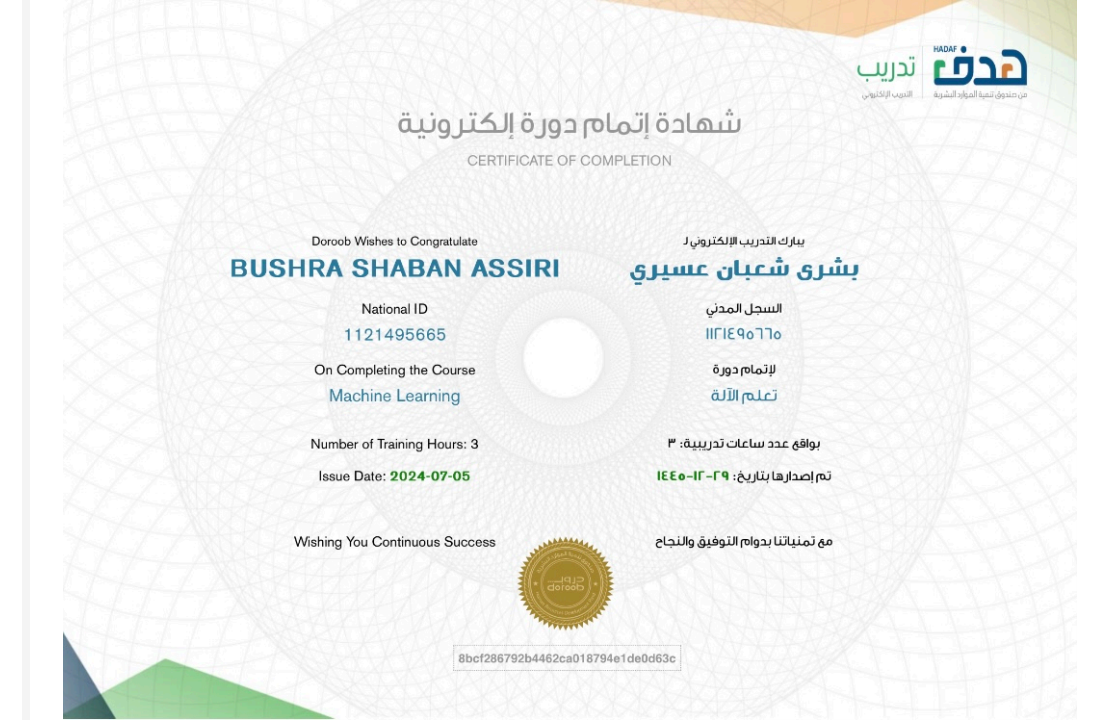 HADAF
هدف
تدريب
من صندوق تنمية الموارد البشرية
التدريب الإلكتروني
شهادة إتمام دورة إلكترونية
CERTIFICATE OF COMPLETION
Doroob Wishes to Congratulate
يبارك التدريب الإلكتروني لـ
BUSHRA SHABAN ASSIRI
بشرى شعبان عسيري
National ID
السجل المدني
1121495665
١١٢١٤٩٥٦٦٥
On Completing the Course
لإتمام دورة
Machine Learning
تعلم الآلة
Number of Training Hours: 3
بواقع عدد ساعات تدريبية: ٣
Issue Date: 2024-07-05
تم إصدارها بتاريخ: ٢٩-١٢-١٤٤٥
Wishing You Continuous Success
مع تمنياتنا بدوام التوفيق والنجاح
دروب
doroob
8bcf286792b4462ca018794e1de0d63c